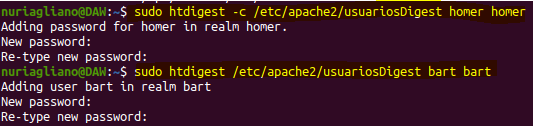 nuriagliano@DAW:~$ sudo htdigest -c /etc/apache2/usuariosDigest homer homer
Adding password for homer in realm homer.
New password:
Re-type new password:
nuriagliano@DAW:~$ sudo htdigest /etc/apache2/usuariosDigest bart bart
Adding user bart in realm bart
New password:
Re-type new password: